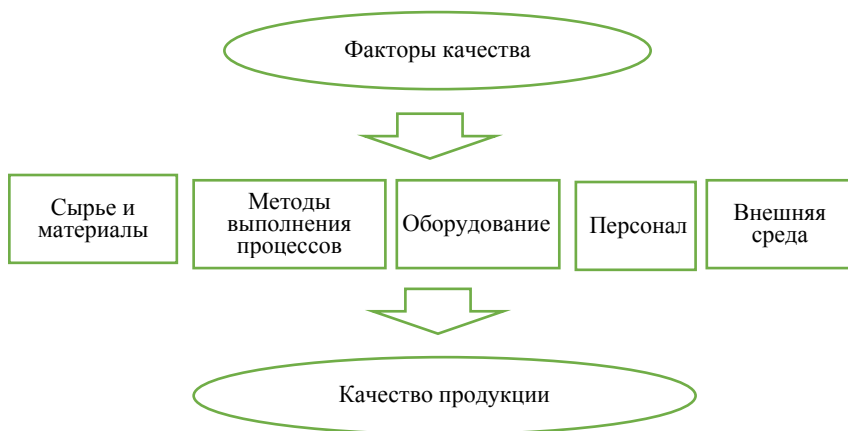 Факторы качества
Сырье и
материалы
Методы
выполнения
процессов
Оборудование
Персонал
Внешняя
среда
Качество продукции